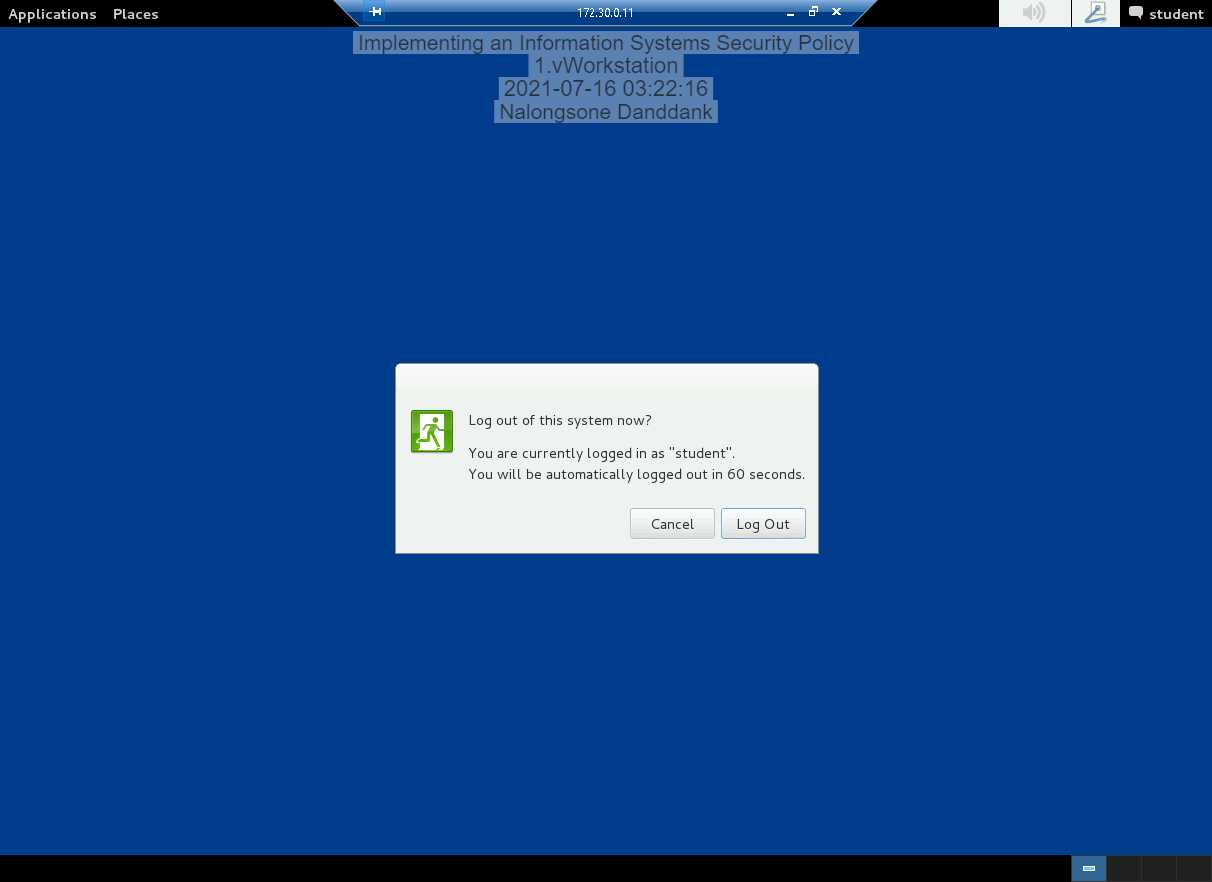 Applications Places
172.30.0.11
student
Implementing an Information Systems Security Policy
1.vWorkstation
2021-07-16 03:22:16
Nalongsone Danddank
Log out of this system now?
You are currently logged in as "student".
You will be automatically logged out in 60 seconds.
Cancel Log Out